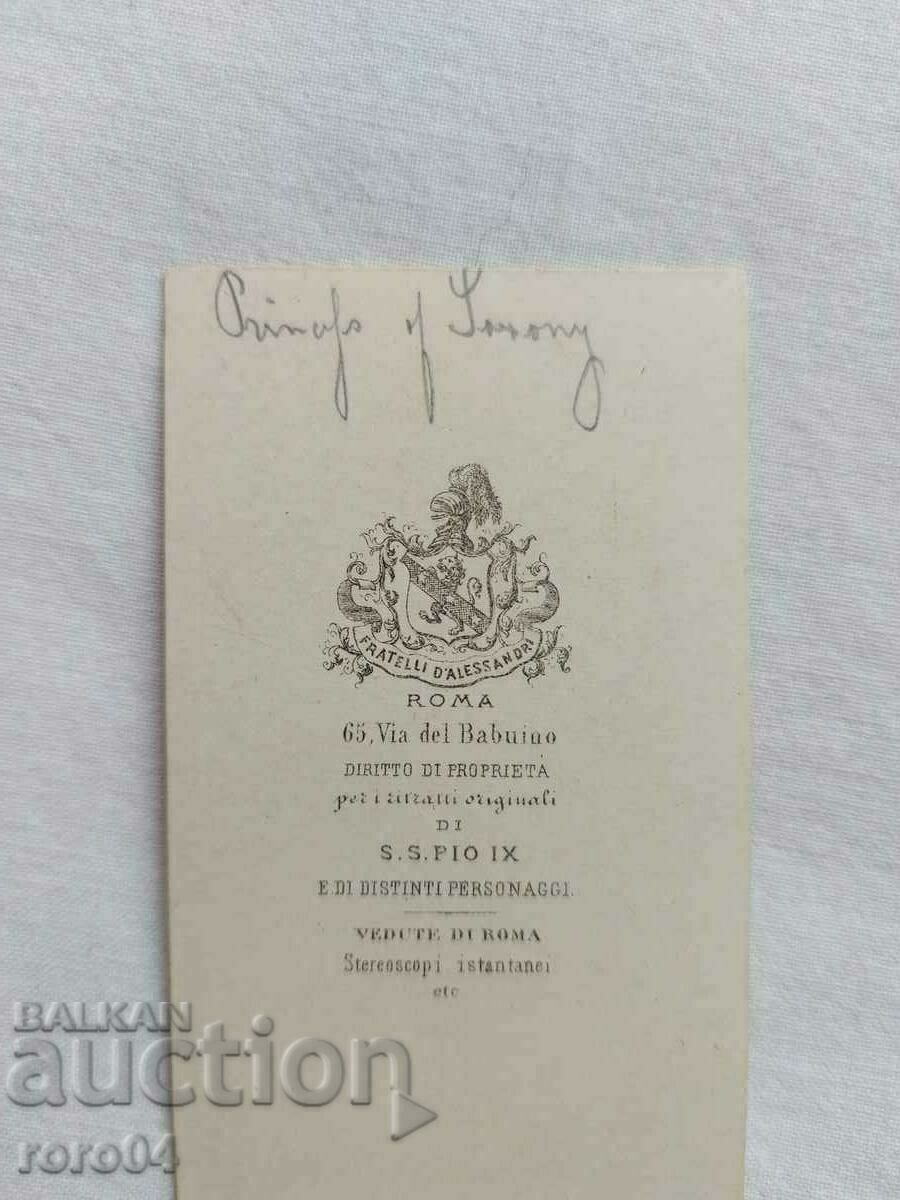 Princess of Saxony
FRATELLI D'ALESSANDRI
ROMA
65, Via del Babuino
DIRITTO DI PROPRIETA
per i ritratti originali
DI
S.S. PIO IX
E DI DISTINTI PERSONAGGI.
VEDUTE DI ROMA
Stereoscopi istantanei
etc
BALKAN
auction
roro04